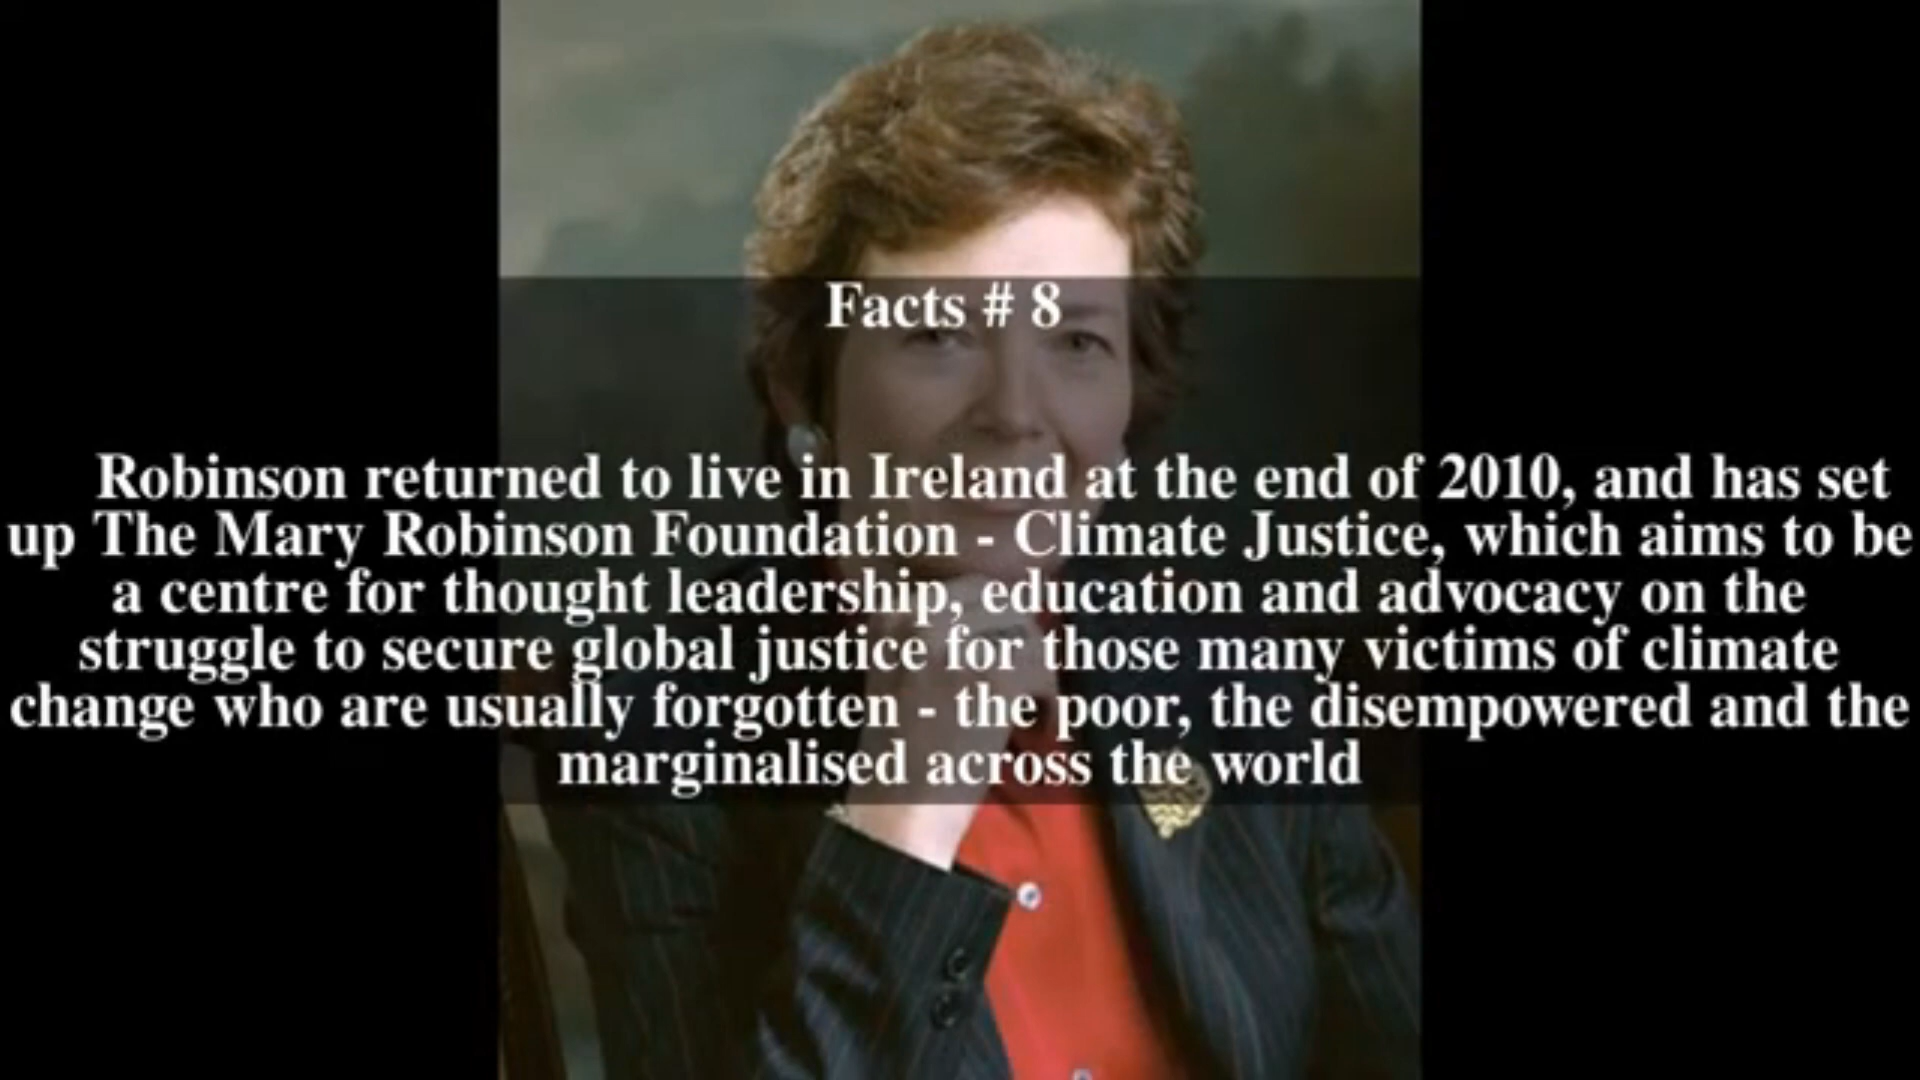 Facts # 8
Robinson returned to live in Ireland at the end of 2010, and has set
up The Mary Robinson Foundation - Climate Justice, which aims to be
a centre for thought leadership, education and advocacy on the
struggle to secure global justice for those many victims of climate
change who are usually forgotten - the poor, the disempowered and the
marginalised across the world